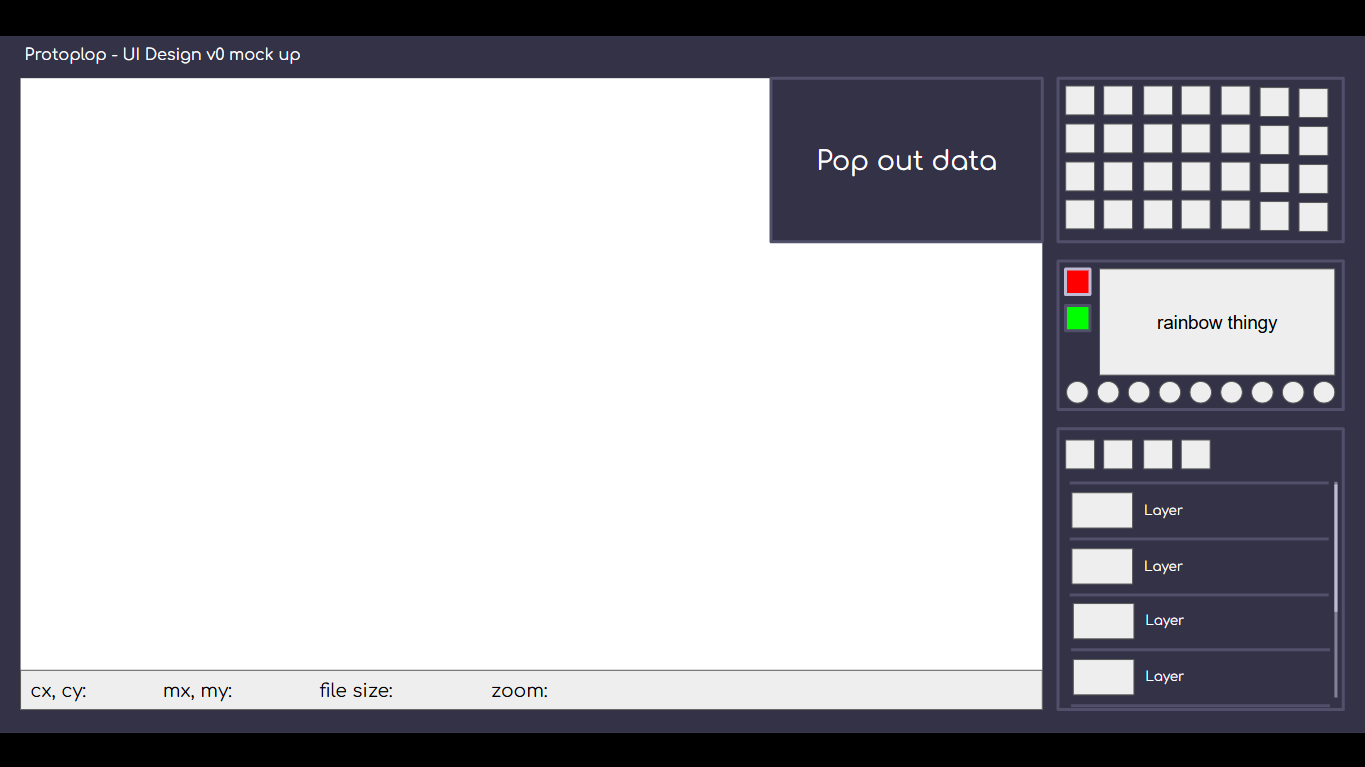 Protoplop - UI Design v0 mock up
Pop out data
rainbow thingy
Layer
Layer
Layer
Layer
cx, cy: mx, my: file size: zoom: